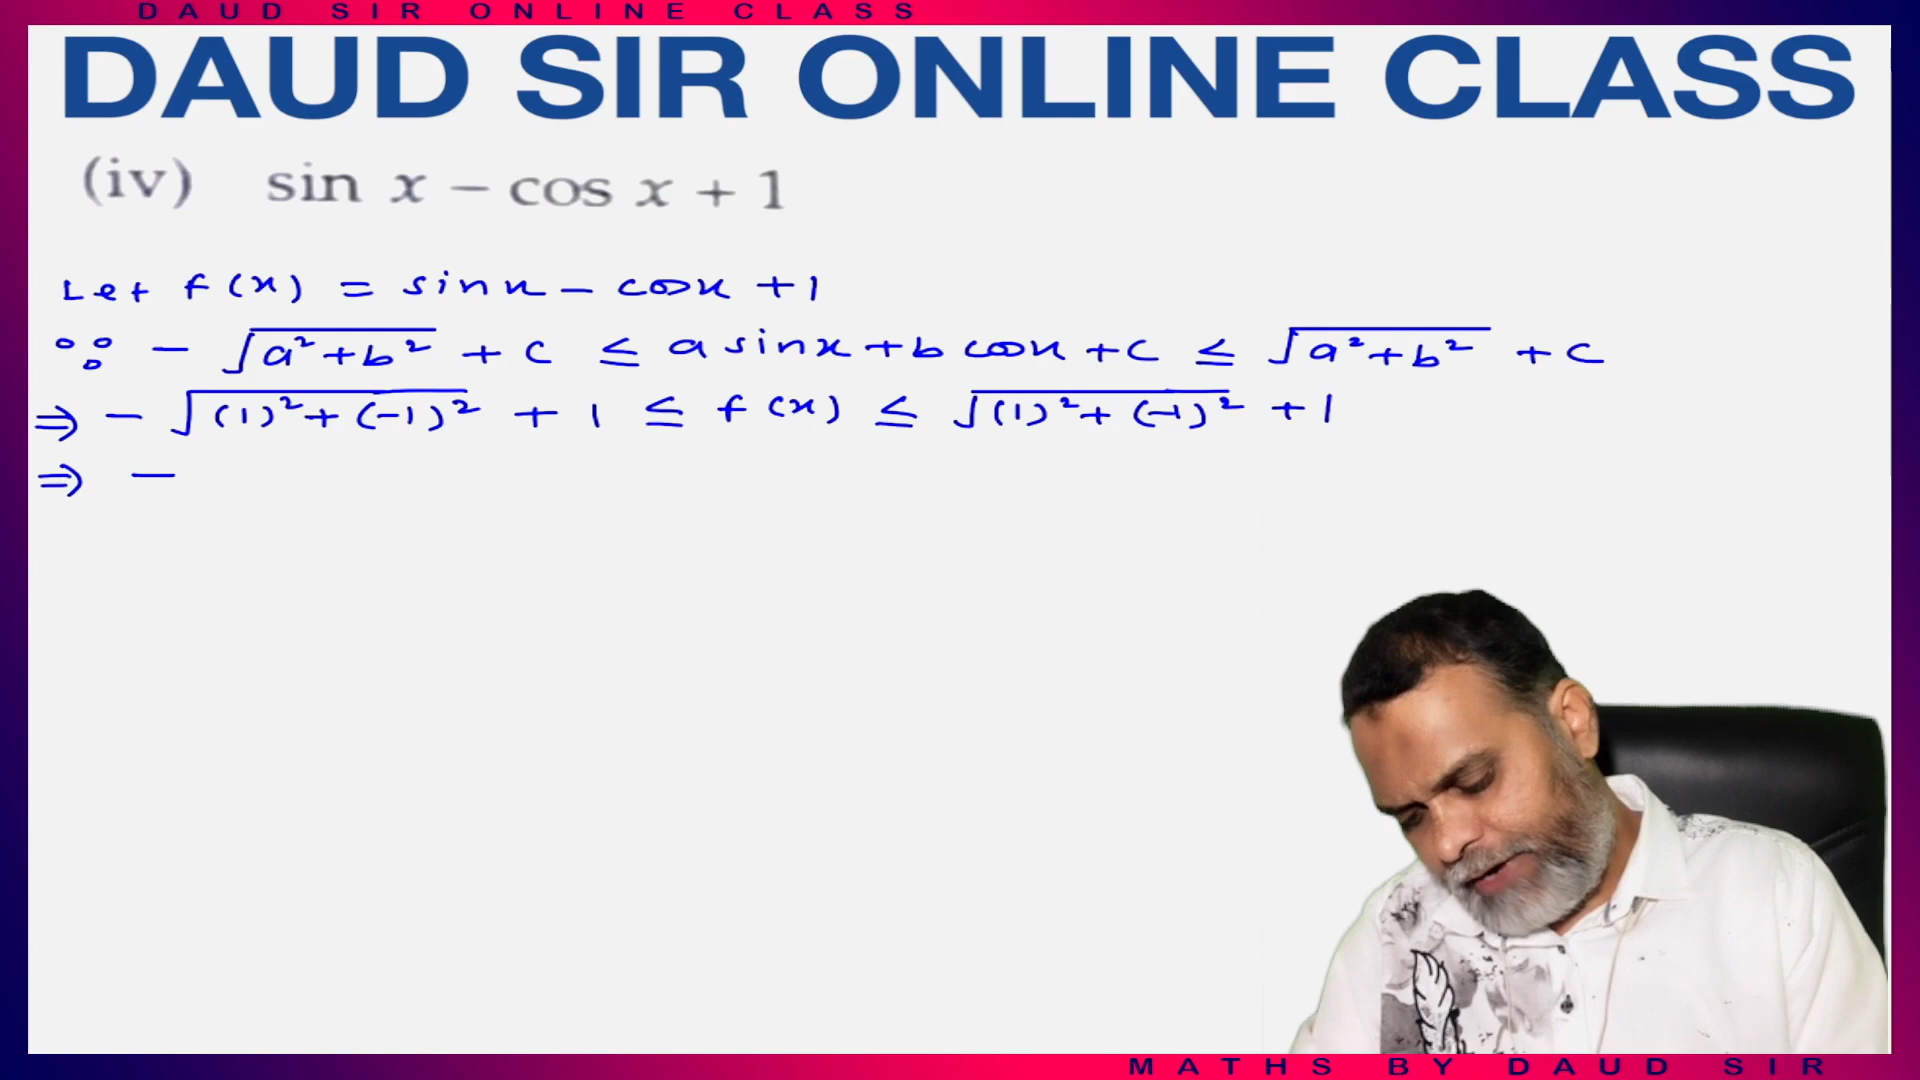 DAUD SIR ONLINE CLASS
DAUD SIR ONLINE CLASS
(iv) sin x − cos x + 1
Let f(x) = sinx − cosx + 1
∵ − √(a² + b²) + c ≤ a sinx + b cosx + c ≤ √(a² + b²) + c
⇒ − √((1)² + (−1)²) + 1 ≤ f(x) ≤ √((1)² + (−1)²) + 1
⇒ −
MATHS BY DAUD SIR